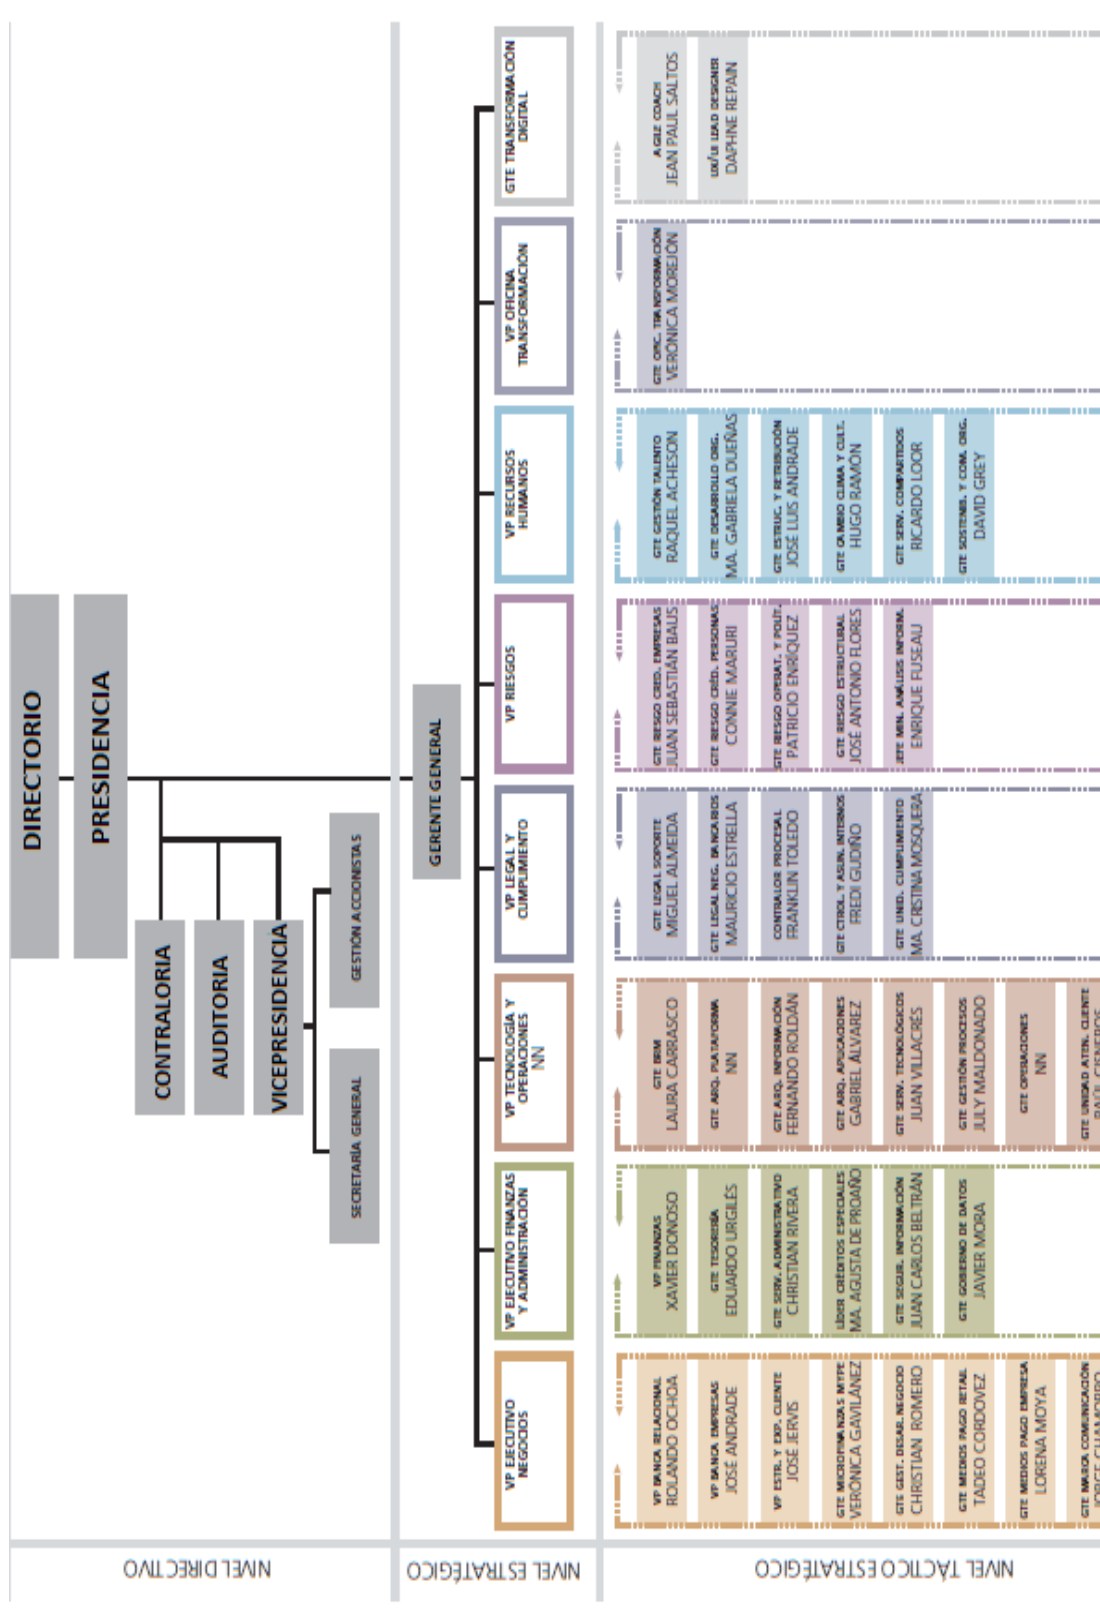 DIRECTORIO
PRESIDENCIA
CONTRALORIA
AUDITORIA
VICEPRESIDENCIA
SECRETARÍA GENERAL
GESTIÓN ACCIONISTAS
NIVEL DIRECTIVO
GERENTE GENERAL
NIVEL ESTRATÉGICO
VP EJECUTIVO
NEGOCIOS
VP EJECUTIVO FINANZAS
Y ADMINISTRACIÓN
VP TECNOLOGÍA Y
OPERACIONES
NN
VP LEGAL Y
CUMPLIMIENTO
VP RIESGOS
VP RECURSOS
HUMANOS
VP OFICINA
TRANSFORMACIÓN
GTE TRANSFORMACIÓN
DIGITAL
NIVEL TÁCTICO ESTRATÉGICO
VP BANCA RELACIONAL
ROLANDO OCHOA
VP BANCA EMPRESAS
JOSÉ ANDRADE
VP ESTR. Y EXP. CLIENTE
JOSÉ JERVIS
GTE MICROFINANZAS MYPE
VERÓNICA GAVILÁNEZ
GTE GEST. DESAR. NEGOCIO
CHRISTIAN ROMERO
GTE MEDIOS PAGO RETAIL
TADEO CORDOVEZ
GTE MEDIOS PAGO EMPRESA
LORENA MOYA
GTE MARCA COMUNICACIÓN
JORGE CHAMORRO
VP FINANZAS
XAVIER DONOSO
GTE TESORERÍA
EDUARDO URGILÉS
GTE SERV. ADMINISTRATIVO
CHRISTIAN RIVERA
LÍDER CRÉDITOS ESPECIALES
MA. AGUSTA DE PROAÑO
GTE SEGUR. INFORMACIÓN
JUAN CARLOS BELTRÁN
GTE GOBIERNO DE DATOS
JAVIER MORA
GTE BRM
LAURA CARRASCO
GTE ARQ. PLATAFORMA
NN
GTE ARQ. INFORMACIÓN
FERNANDO ROLDÁN
GTE ARQ. APLICACIONES
GABRIEL ÁLVAREZ
GTE SERV. TECNOLÓGICOS
JUAN VILLACRÉS
GTE GESTIÓN PROCESOS
JULY MALDONADO
GTE OPERACIONES
NN
GTE UNIDAD ATEN. CLIENTE
RAÚL CISNEROS
GTE LEGAL SOPORTE
MIGUEL ALMEIDA
GTE LEGAL NEG. BANCARIOS
MAURICIO ESTRELLA
CONTRALOR PROCESAL
FRANKLIN TOLEDO
GTE CTROL. Y ASUN. INTERNOS
FREDI GUDIÑO
GTE UNID. CUMPLIMIENTO
MA. CRISTINA MOSQUERA
GTE RIESGO CRED. EMPRESAS
JUAN SEBASTIÁN BAUS
GTE RIESGO CRÉD. PERSONAS
CONNIE MARURI
GTE RIESGO OPERAT. Y POLÍT.
PATRICIO ENRÍQUEZ
GTE RIESGO ESTRUCTURAL
JOSÉ ANTONIO FLORES
JEFE MIN. ANÁLISIS INFORM.
ENRIQUE FUSEAU
GTE GESTIÓN TALENTO
RAQUEL ACHESON
GTE DESARROLLO ORG.
MA. GABRIELA DUEÑAS
GTE ESTRUC. Y RETRIBUCIÓN
JOSÉ LUIS ANDRADE
GTE CAMBIO CLIMA Y CULT.
HUGO RAMÓN
GTE SERV. COMPARTIDOS
RICARDO LOOR
GTE SOSTENIB. Y COM. ORG.
DAVID GREY
GTE OFIC. TRANSFORMACIÓN
VERÓNICA MOREJÓN
AGILE COACH
JEAN PAUL SALTOS
UX/UI LEAD DESIGNER
DAPHNE REPAIN